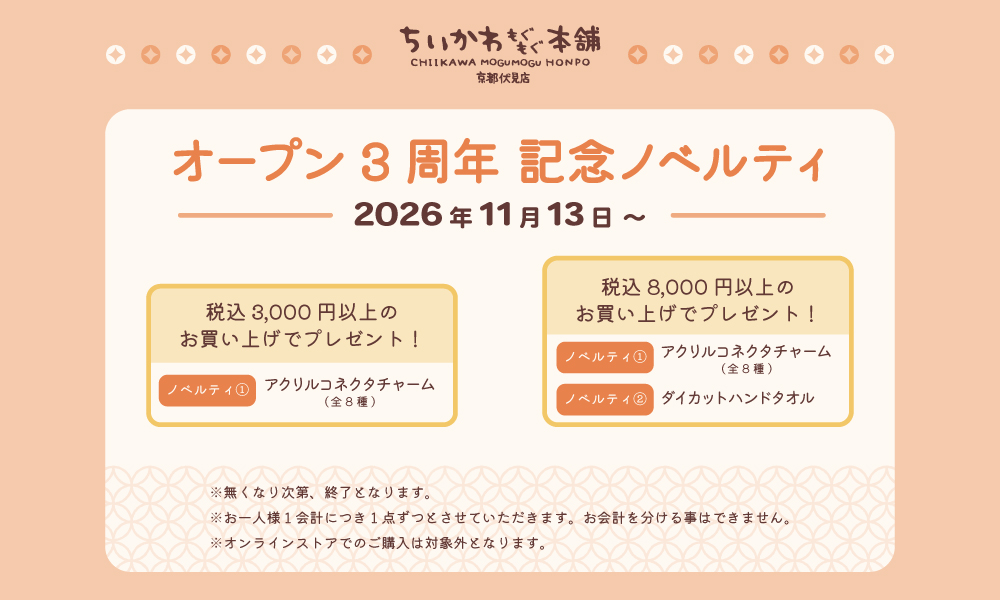 ちいかわもぐもぐ本舗
CHIIKAWA MOGUMOGU HONPO
京都伏見店
オープン3周年 記念ノベルティ
2026年11月13日～
税込3,000円以上の
お買い上げでプレゼント！
ノベルティ① アクリルコネクタチャーム
（全８種）
税込8,000円以上の
お買い上げでプレゼント！
ノベルティ① アクリルコネクタチャーム
（全８種）
ノベルティ② ダイカットハンドタオル
※無くなり次第、終了となります。
※お一人様１会計につき１点ずつとさせていただきます。お会計を分ける事はできません。
※オンラインストアでのご購入は対象外となります。